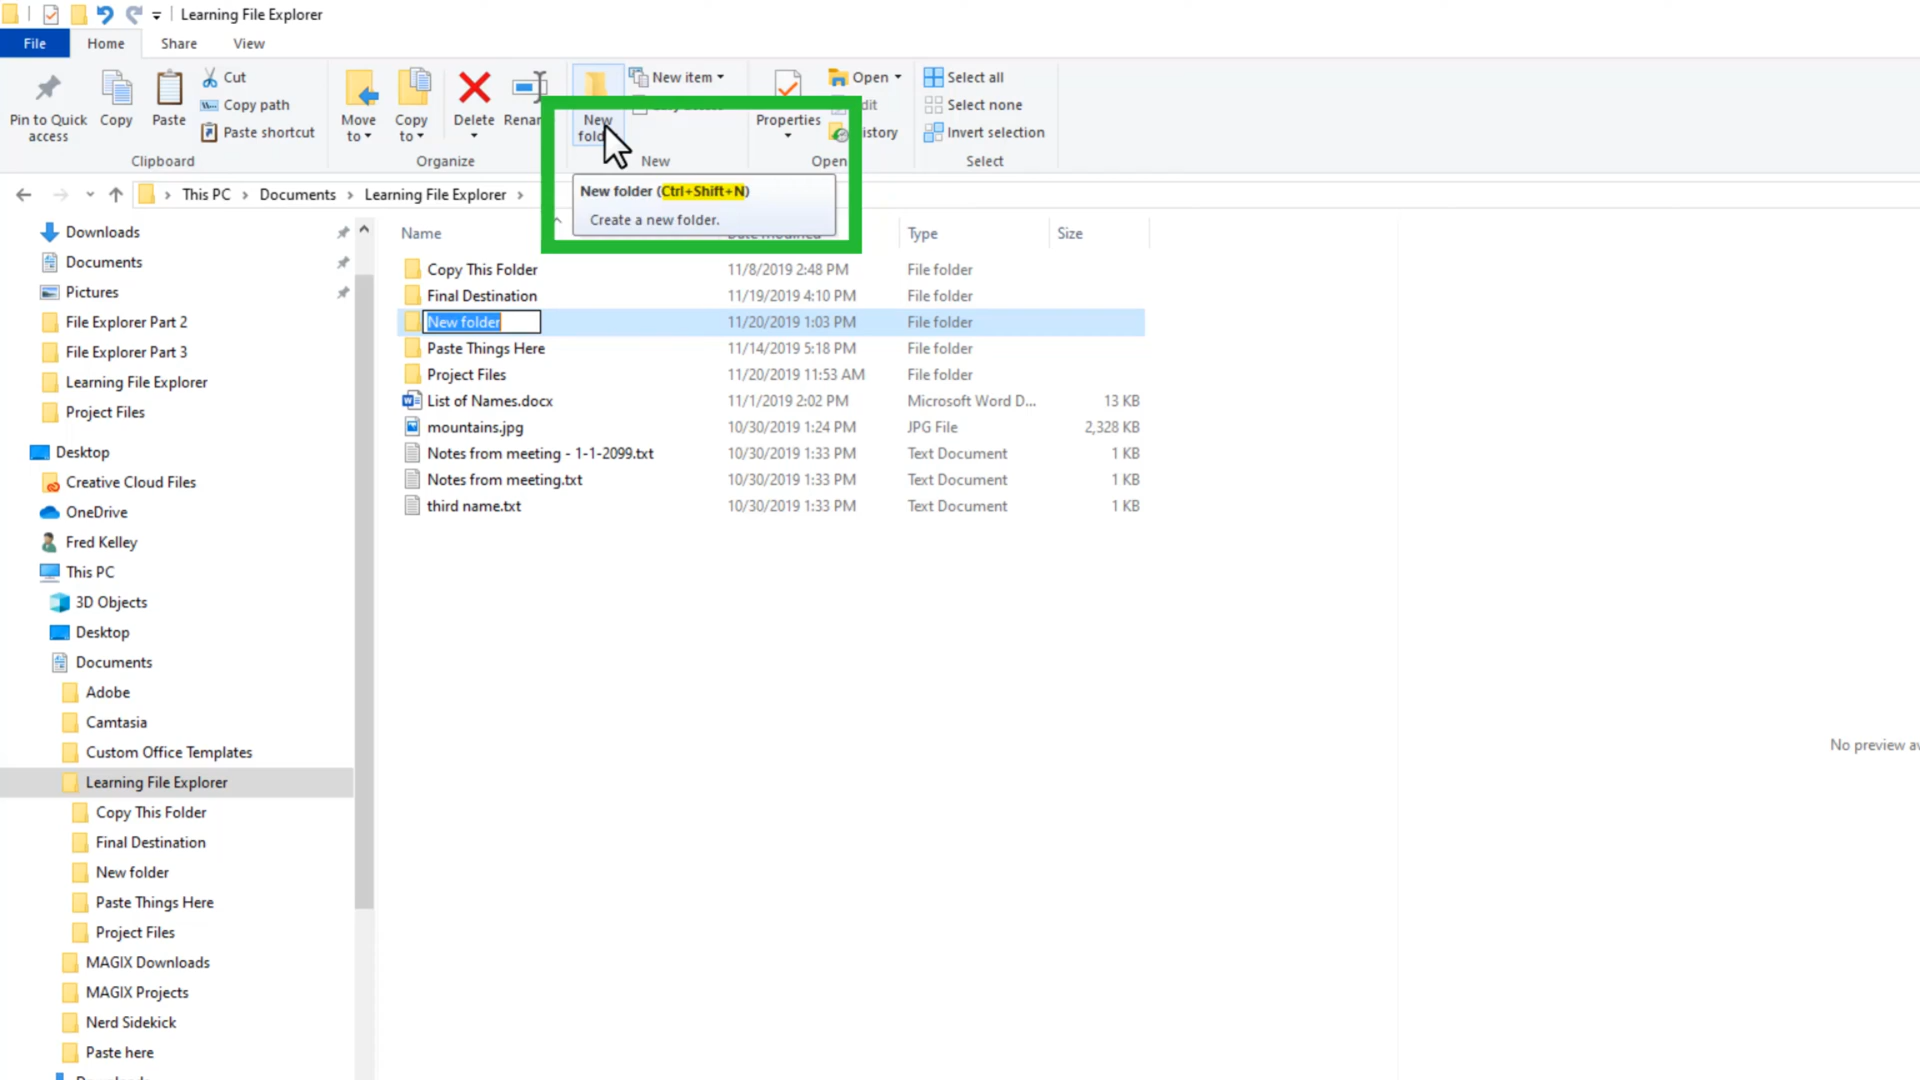 Learning File Explorer
File Home Share View
Pin to Quick access
Copy
Paste
Cut
Copy path
Paste shortcut
Clipboard
Move to
Copy to
Delete
Organize
New
New item
New
Properties
Open
Open
Select all
Select none
Invert selection
Select
This PC Documents Learning File Explorer
New folder (Ctrl+Shift+N)
Create a new folder.
Name Date modified Type Size
Copy This Folder 11/8/2019 2:48 PM File folder
Final Destination 11/19/2019 4:10 PM File folder
New folder 11/20/2019 1:03 PM File folder
Paste Things Here 11/14/2019 5:18 PM File folder
Project Files 11/20/2019 11:53 AM File folder
List of Names.docx 11/1/2019 2:02 PM Microsoft Word D... 13 KB
mountains.jpg 10/30/2019 1:24 PM JPG File 2,328 KB
Notes from meeting - 1-1-2099.txt 10/30/2019 1:33 PM Text Document 1 KB
Notes from meeting.txt 10/30/2019 1:33 PM Text Document 1 KB
third name.txt 10/30/2019 1:33 PM Text Document 1 KB
Downloads
Documents
Pictures
File Explorer Part 2
File Explorer Part 3
Learning File Explorer
Project Files
Desktop
Creative Cloud Files
OneDrive
Fred Kelley
This PC
3D Objects
Desktop
Documents
Adobe
Camtasia
Custom Office Templates
Learning File Explorer
Copy This Folder
Final Destination
New folder
Paste Things Here
Project Files
MAGIX Downloads
MAGIX Projects
Nerd Sidekick
Paste here
No preview